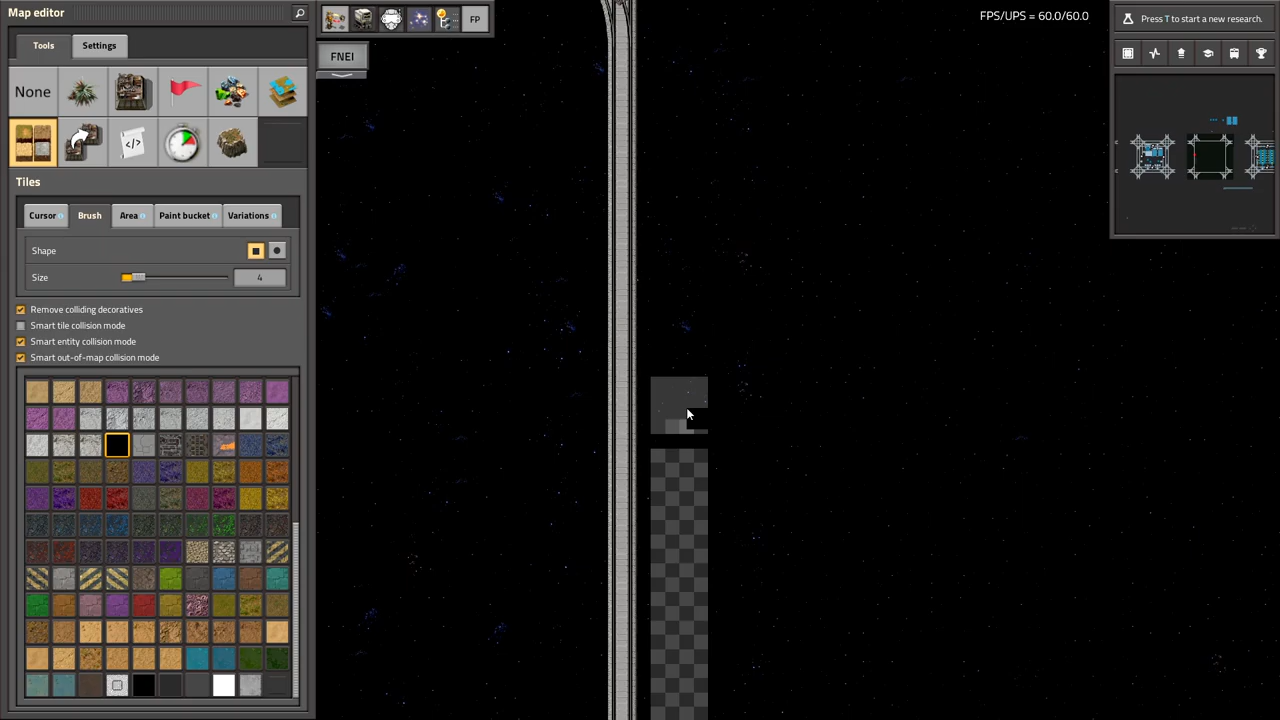 Map editor
FP
FPS/UPS = 60.0/60.0
Press T to start a new research.
Tools
Settings
FNEI
None
</>
Tiles
Cursor
Brush
Area
Paint bucket
Variations
Shape
Size
4
Remove colliding decoratives
Smart tile collision mode
Smart entity collision mode
Smart out-of-map collision mode